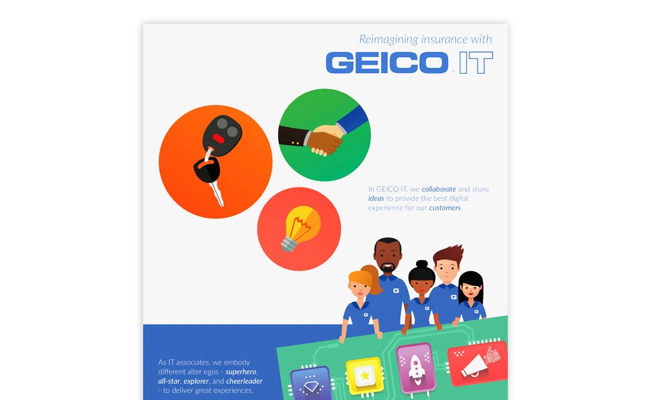 Reimagining insurance with
GEICO IT
In GEICO IT, we collaborate and share
ideas to provide the best digital
experience for our customers.
As IT associates, we embody
different alter egos - superhero,
all-star, explorer, and cheerleader
- to deliver great experiences.